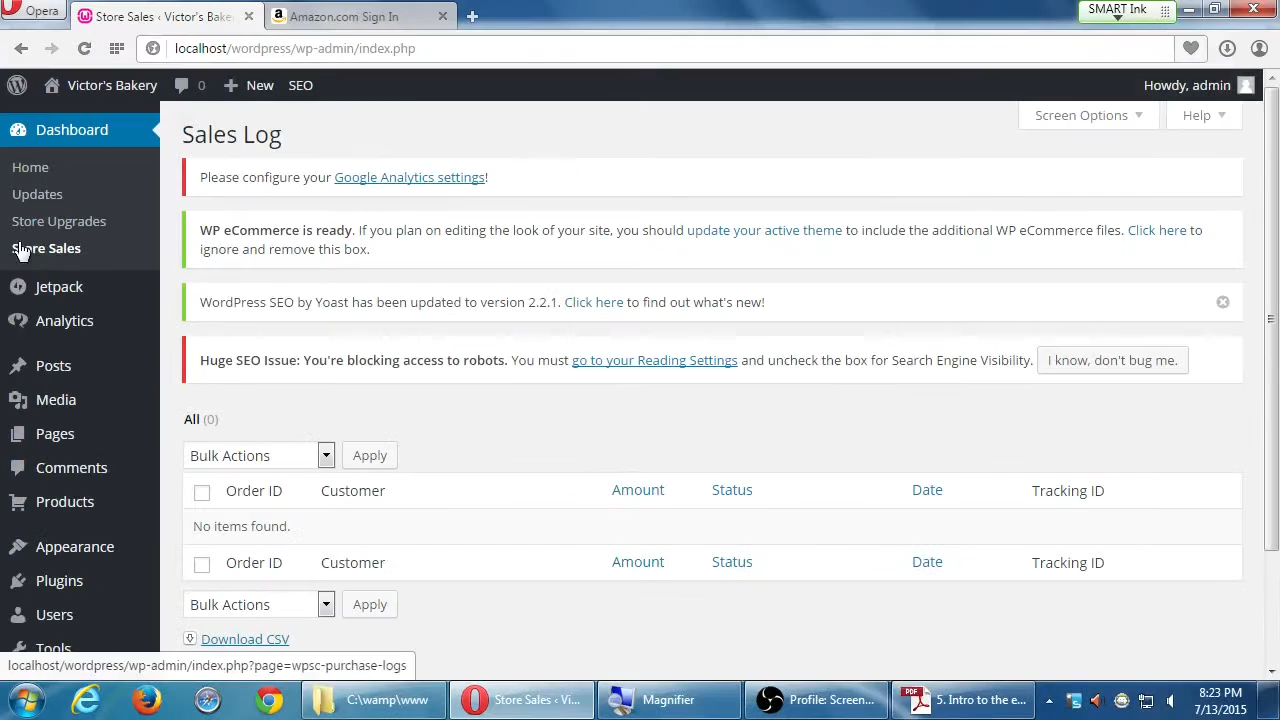 Opera
Store Sales ‹ Victor's Bakery ·
Amazon.com Sign In
SMART Ink
localhost/wordpress/wp-admin/index.php
Victor's Bakery
0
New
SEO
Howdy, admin
Dashboard
Home
Updates
Store Upgrades
Store Sales
Jetpack
Analytics
Posts
Media
Pages
Comments
Products
Appearance
Plugins
Users
Tools
Screen Options
Help
Sales Log
Please configure your Google Analytics settings!
WP eCommerce is ready. If you plan on editing the look of your site, you should update your active theme to include the additional WP eCommerce files. Click here to
ignore and remove this box.
WordPress SEO by Yoast has been updated to version 2.2.1. Click here to find out what's new!
Huge SEO Issue: You're blocking access to robots. You must go to your Reading Settings and uncheck the box for Search Engine Visibility. I know, don't bug me.
All (0)
Bulk Actions Apply
Order ID Customer Amount Status Date Tracking ID
No items found.
Order ID Customer Amount Status Date Tracking ID
Bulk Actions Apply
Download CSV
localhost/wordpress/wp-admin/index.php?page=wpsc-purchase-logs
C:\wamp\www
Store Sales ‹ Vi...
Magnifier
Profile: Screen...
PDF
5. Intro to the e...
8:23 PM
7/13/2015